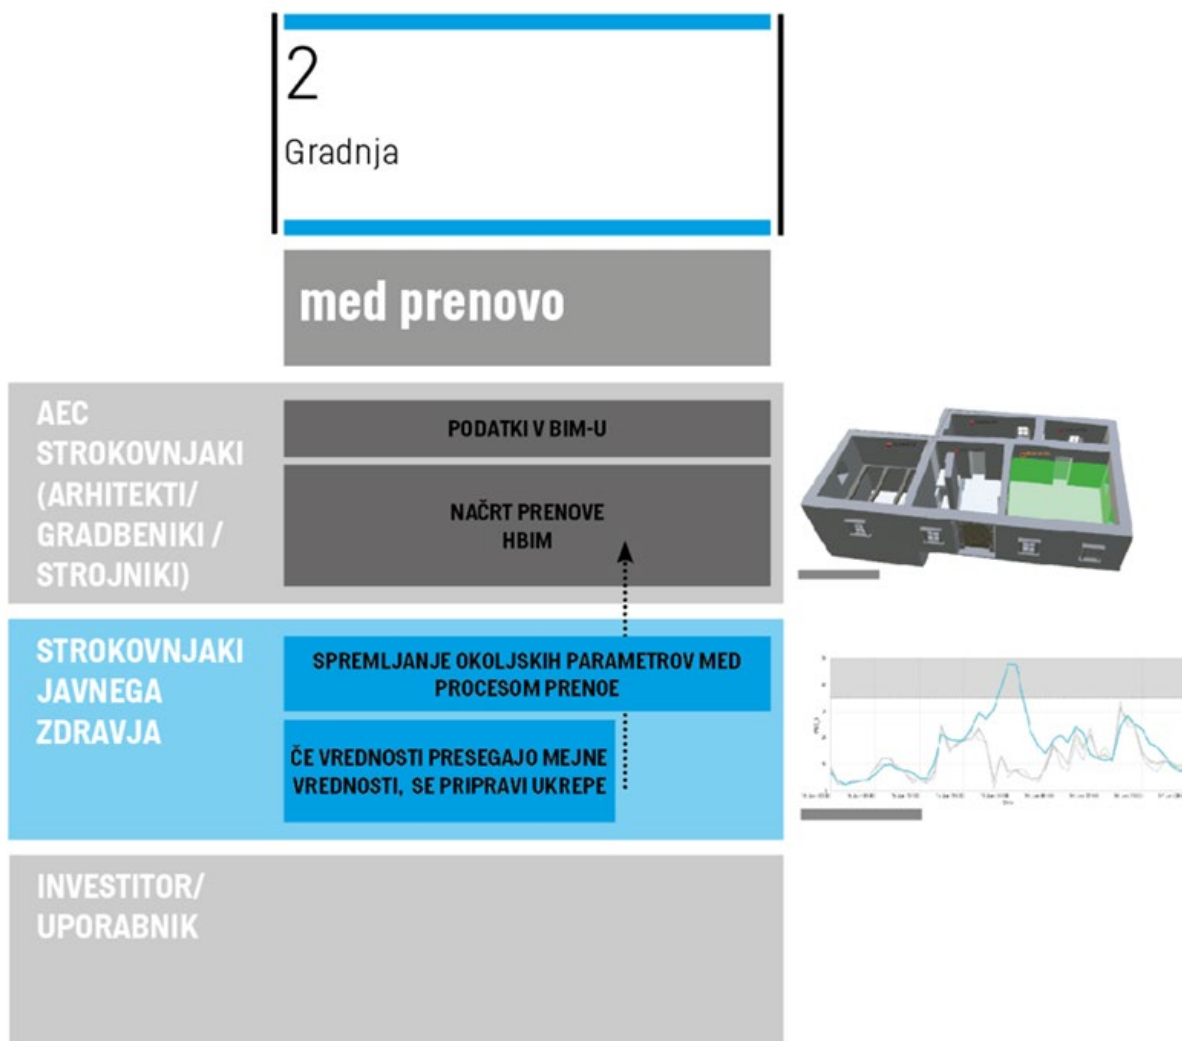 2
Gradnja
med prenovo
AEC
STROKOVNJAKI
(ARHITEKTI/
GRADBENIKI /
STROJNIKI)
PODATKI V BIM-U
NAČRT PRENOVE
HBIM
STROKOVNJAKI
JAVNEGA
ZDRAVJA
SPREMLJANJE OKOLJSKIH PARAMETROV MED
PROCESOM PRENOE
ČE VREDNOSTI PRESEGAJO MEJNE
VREDNOSTI, SE PRIPRAVI UKREPE
INVESTITOR/
UPORABNIK